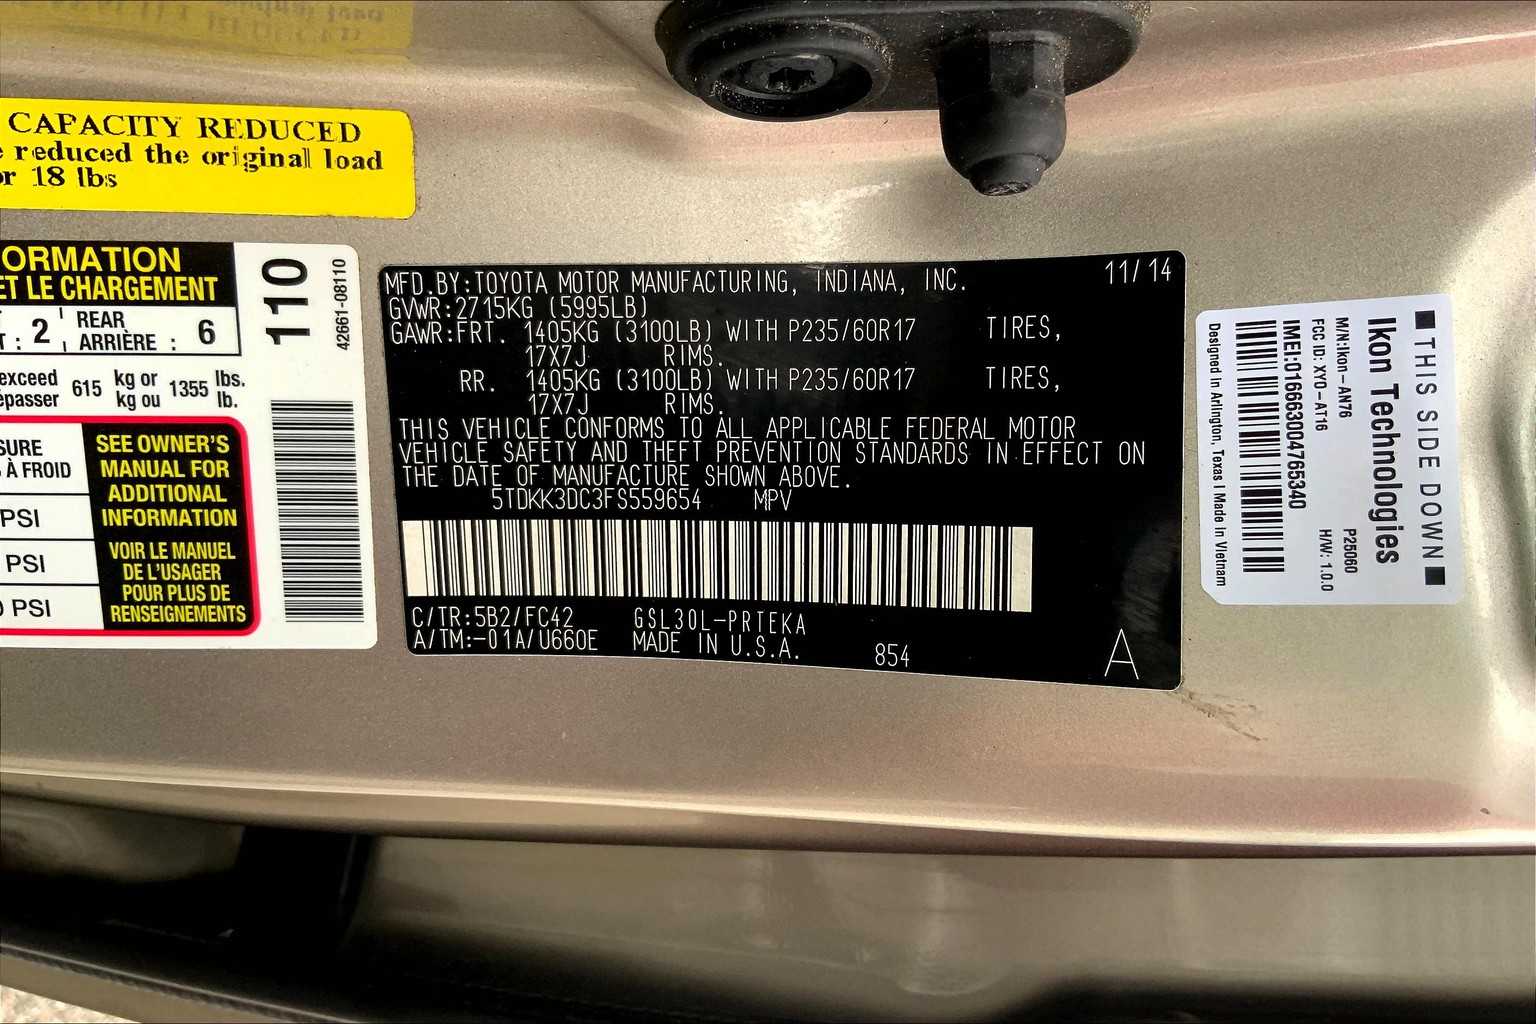 CAPACITY REDUCED
reduced the original load
or 18 lbs
ORMATION
ET LE CHARGEMENT
: 2 REAR
ARRIÈRE : 6
exceed 615 kg or 1355 lbs.
épasser kg ou lb.
SURE
À FROID
PSI
PSI
0 PSI
SEE OWNER'S
MANUAL FOR
ADDITIONAL
INFORMATION
VOIR LE MANUEL
DE L'USAGER
POUR PLUS DE
RENSEIGNEMENTS
110
42661-08110
MFD.BY:TOYOTA MOTOR MANUFACTURING, INDIANA, INC. 11/14
GVWR:2715KG (5995LB)
GAWR:FRT. 1405KG (3100LB) WITH P235/60R17 TIRES,
17X7J RIMS.
RR. 1405KG (3100LB) WITH P235/60R17 TIRES,
17X7J RIMS.
THIS VEHICLE CONFORMS TO ALL APPLICABLE FEDERAL MOTOR
VEHICLE SAFETY AND THEFT PREVENTION STANDARDS IN EFFECT ON
THE DATE OF MANUFACTURE SHOWN ABOVE.
5TDKK3DC3FS559654 MPV
C/TR:5B2/FC42 GSL30L-PRTEKA
A/TM:-01A/U660E MADE IN U.S.A. 854
A
■ THIS SIDE DOWN ■
Ikon Technologies
M/N:Ikon-AN76 P25060
FCC ID: XY0-AT16 H/W: 1.0.0
IMEI:016663004765340
Designed in Arlington, Texas | Made in Vietnam